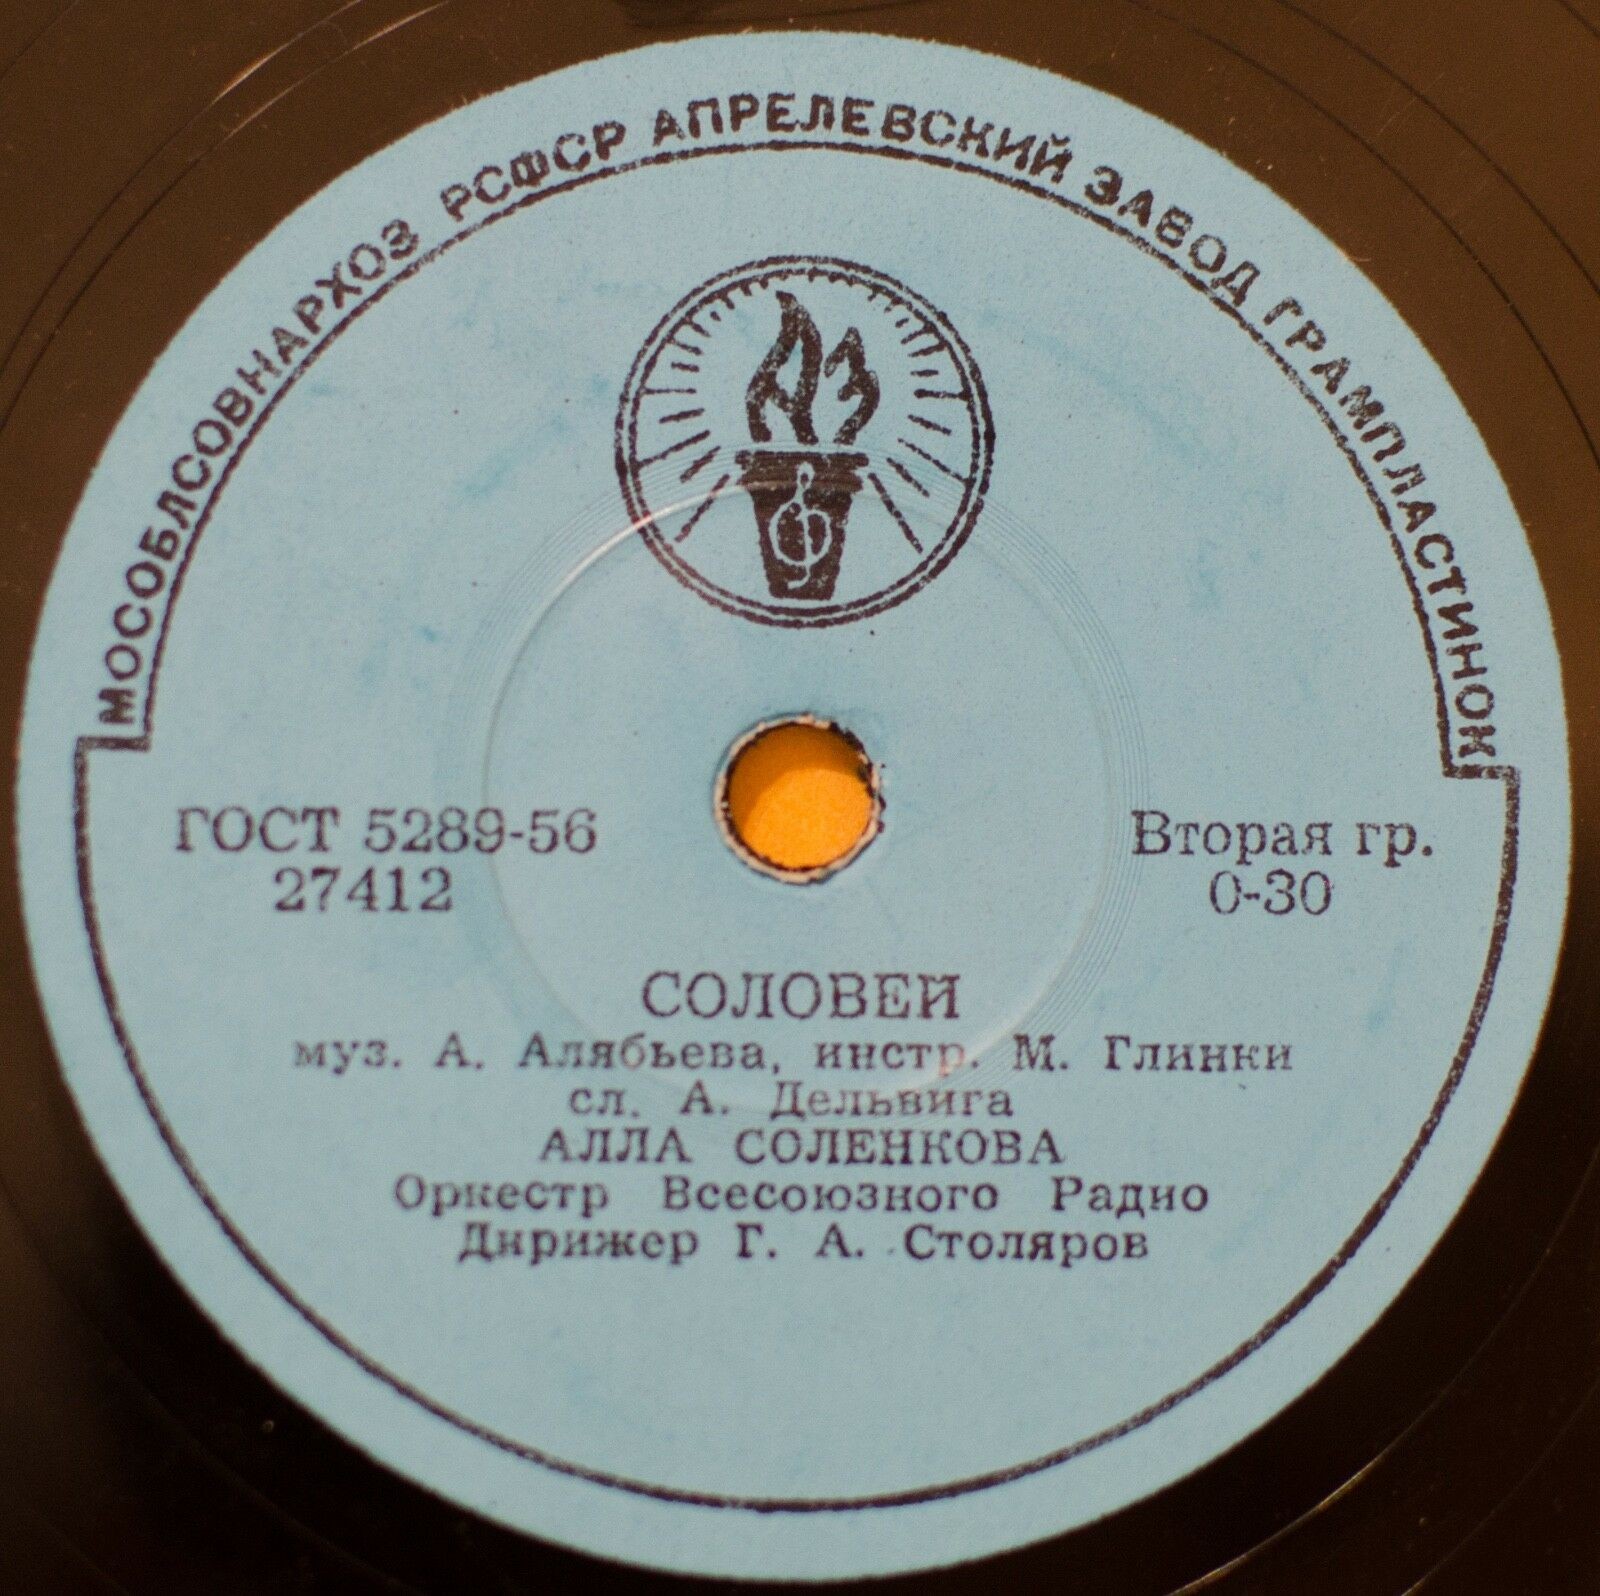 МОСОБЛСОВНАРХОЗ РСФСР АПРЕЛЕВСКИЙ ЗАВОД ГРАМПЛАСТИНОК
АЗ
ГОСТ 5289-56
27412
Вторая гр.
0-30
СОЛОВЕЙ
муз. А. Алябьева, инстр. М. Глинки
сл. А. Дельвига
АЛЛА СОЛЕНКОВА
Оркестр Всесоюзного Радио
Дирижер Г. А. Столяров